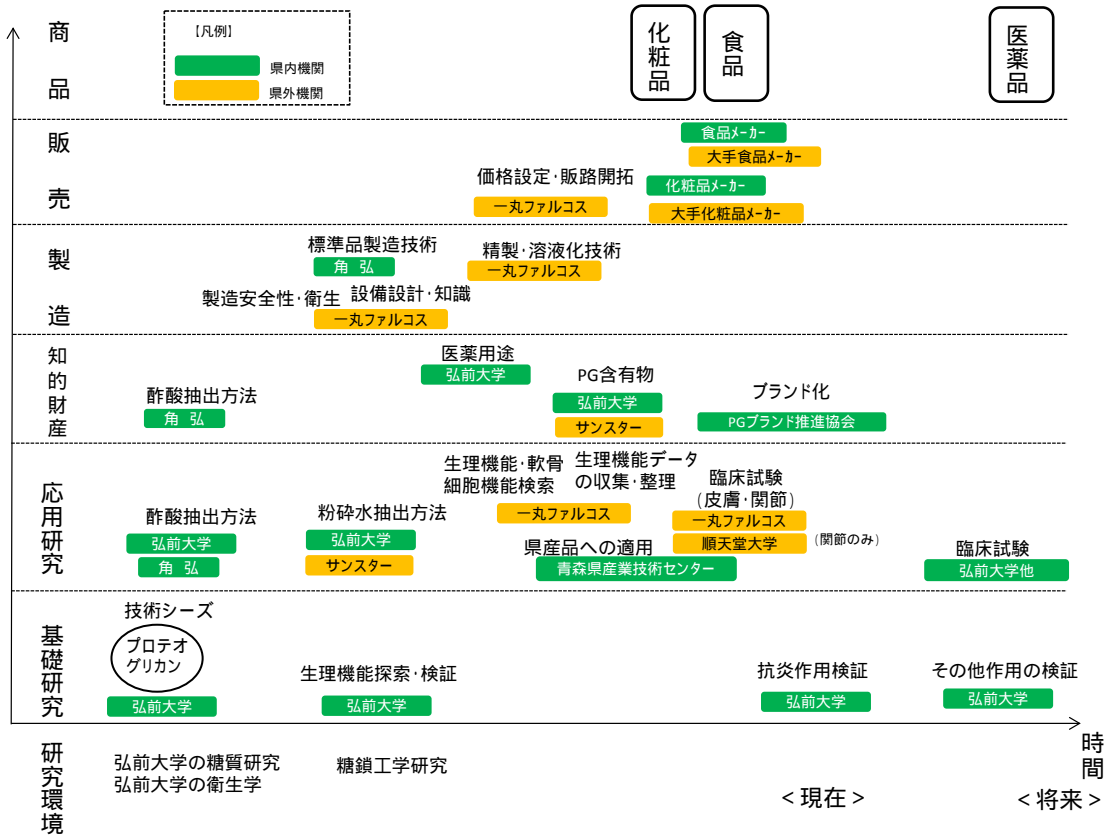 商品
【凡例】
県内機関
県外機関
化粧品
食品
医薬品
販売
食品ﾒｰｶｰ
大手食品ﾒｰｶｰ
価格設定･販路開拓
化粧品ﾒｰｶｰ
一丸ファルコス
大手化粧品ﾒｰｶｰ
製造
標準品製造技術
角 弘
精製･溶液化技術
一丸ファルコス
製造安全性･衛生
設備設計･知識
一丸ファルコス
知的財産
医薬用途
弘前大学
酢酸抽出方法
角 弘
PG含有物
弘前大学
サンスター
ブランド化
PGブランド推進協会
応用研究
酢酸抽出方法
弘前大学
角 弘
粉砕水抽出方法
弘前大学
サンスター
生理機能･軟骨
細胞機能検索
生理機能データ
の収集･整理
一丸ファルコス
臨床試験
(皮膚･関節)
一丸ファルコス
順天堂大学
(関節のみ)
県産品への適用
青森県産業技術センター
臨床試験
弘前大学他
基礎研究
技術シーズ
プロテオ
グリカン
弘前大学
生理機能探索･検証
弘前大学
抗炎作用検証
弘前大学
その他作用の検証
弘前大学
時間
研究環境
弘前大学の糖質研究
弘前大学の衛生学
糖鎖工学研究
<現在>
<将来>